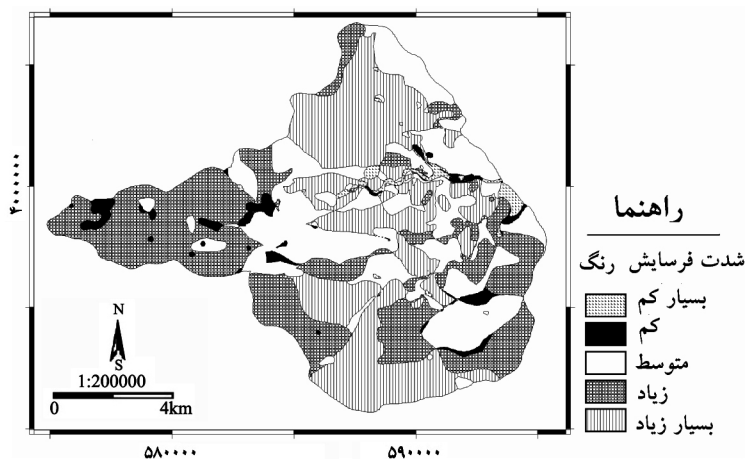 راهنما
شدت فرسایش رنگ
بسیار کم
کم
متوسط
زیاد
بسیار زیاد
۴۰۰۰۰۰۰
N
S
1:200000
0 4km
۵۸۰۰۰۰ ۵۹۰۰۰۰